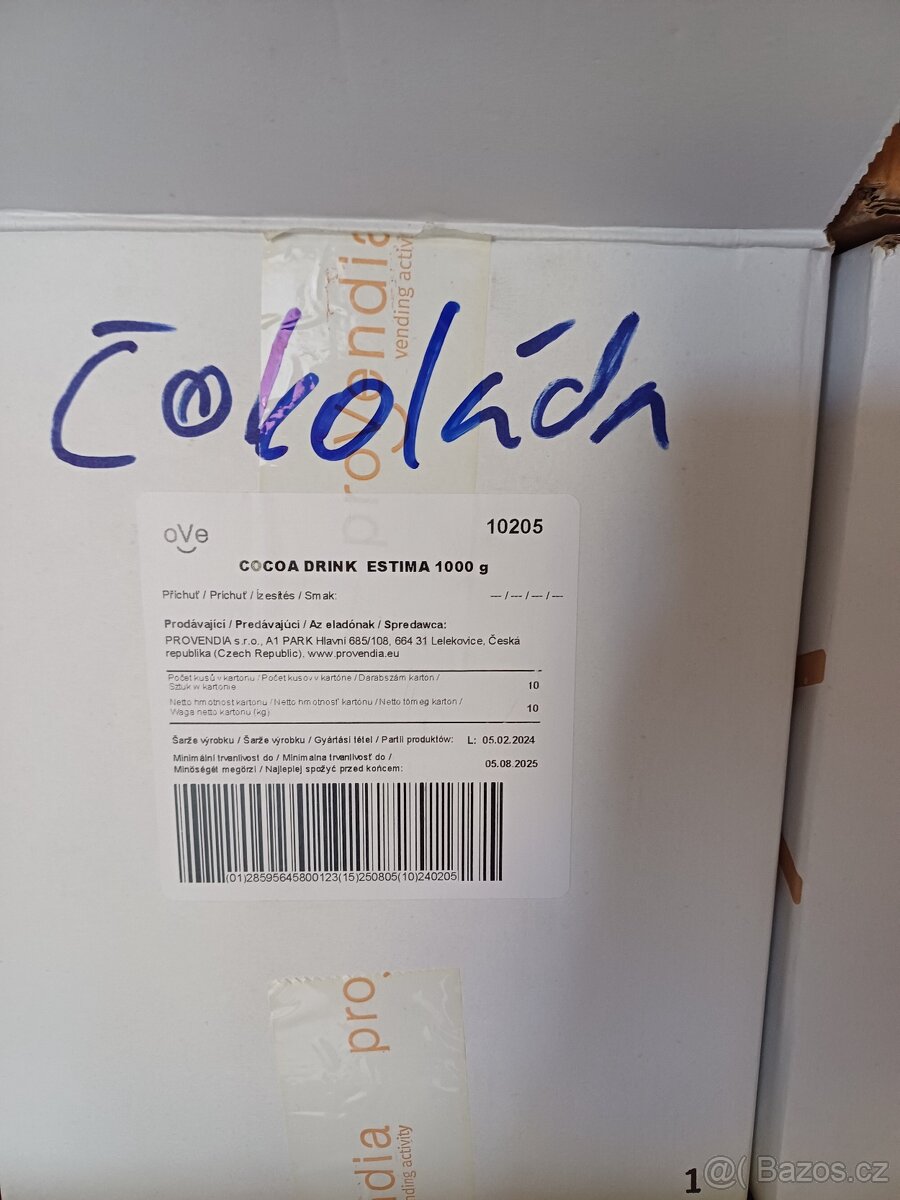 provendia
vending activ
Čokoláda
oVe
10205
COCOA DRINK ESTIMA 1000 g
Příchuť / Príchuť / Ízesítés / Smak: --- / --- / --- / ---
Prodávající / Predávajúci / Az eladónak / Spredawca:
PROVENDIA s.r.o., A1 PARK Hlavní 685/108, 664 31 Lelekovice, Česká
republika (Czech Republic), www.provendia.eu
Počet kusů v kartonu / Počet kusov v kartóne / Darabszám karton /
Sztuk w kartonie 10
Netto hmotnost kartonu / Netto hmotnosť kartónu / Netto tömeg karton /
Waga netto kartonu (kg) 10
Šarže výrobku / Šarže výrobku / Gyártási tétel / Partii produktów: L: 05.02.2024
Minimální trvanlivost do / Minimalna trvanlivosť do /
Minőségét megőrzi / Najlepiej spożyć przed końcem: 05.08.2025
(01)28595645800123(15)250805(10)240205
pro
dia
ding activity
1
@( Bazos.cz